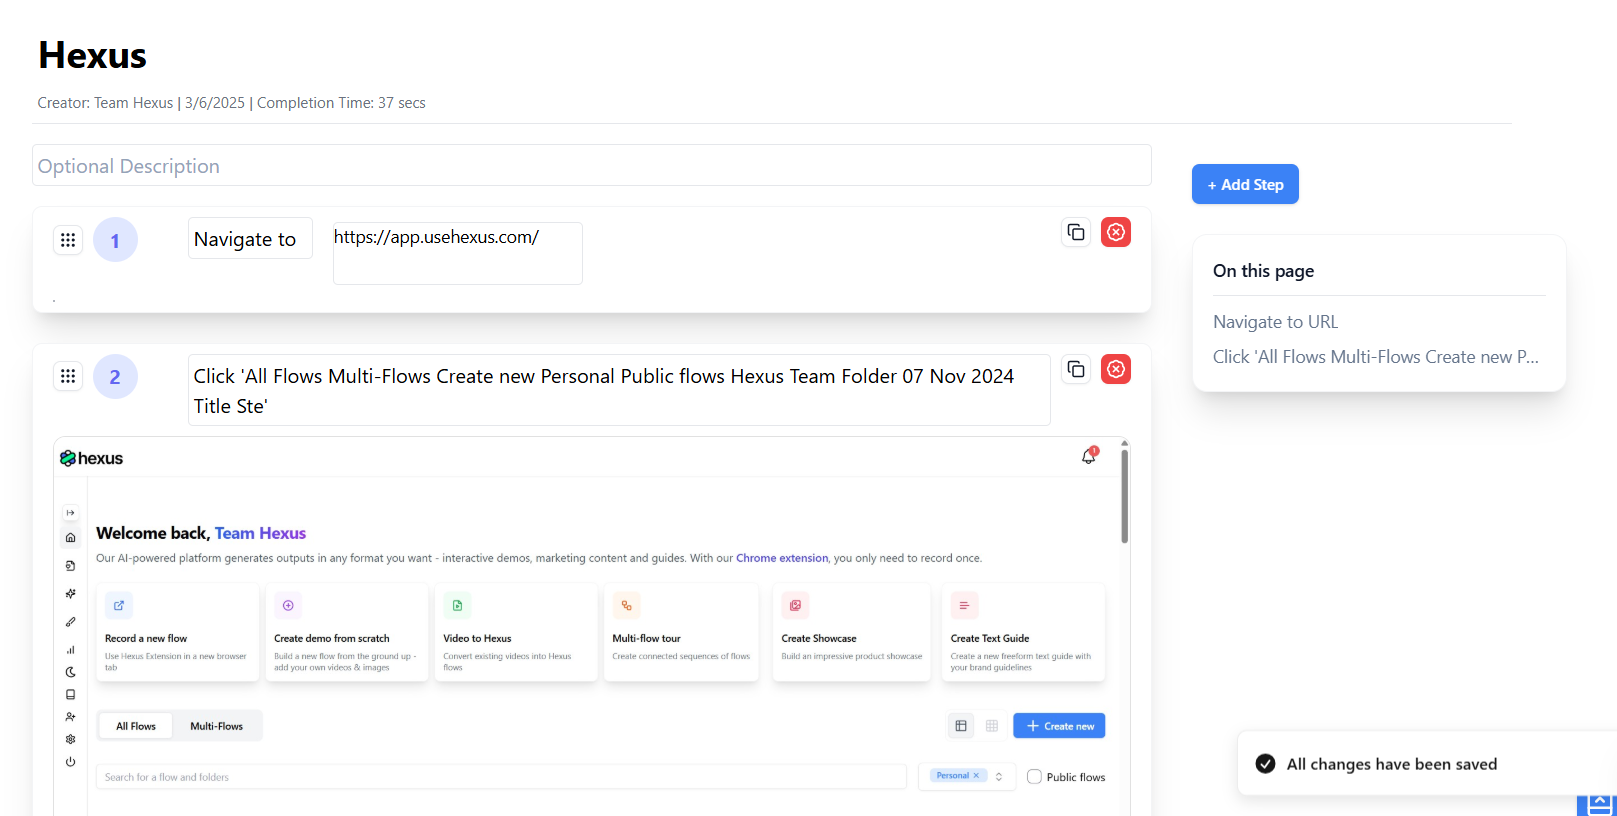 Hexus
Creator: Team Hexus | 3/6/2025 | Completion Time: 37 secs
Optional Description
+ Add Step
1
Navigate to
https://app.usehexus.com/
.
On this page
Navigate to URL
Click 'All Flows Multi-Flows Create new P...
2
Click 'All Flows Multi-Flows Create new Personal Public flows Hexus Team Folder 07 Nov 2024
Title Ste'
hexus
1
Welcome back, Team Hexus
Our AI-powered platform generates outputs in any format you want - interactive demos, marketing content and guides. With our Chrome extension, you only need to record once.
Record a new flow
Use Hexus Extension in a new browser
tab
Create demo from scratch
Build a new flow from the ground up -
add your own videos & images
Video to Hexus
Convert existing videos into Hexus
flows
Multi-flow tour
Create connected sequences of flows
Create Showcase
Build an impressive product showcase
Create Text Guide
Create a new freeform text guide with
your brand guidelines
All Flows
Multi-Flows
+ Create new
Search for a flow and folders
Personal ×
Public flows
All changes have been saved